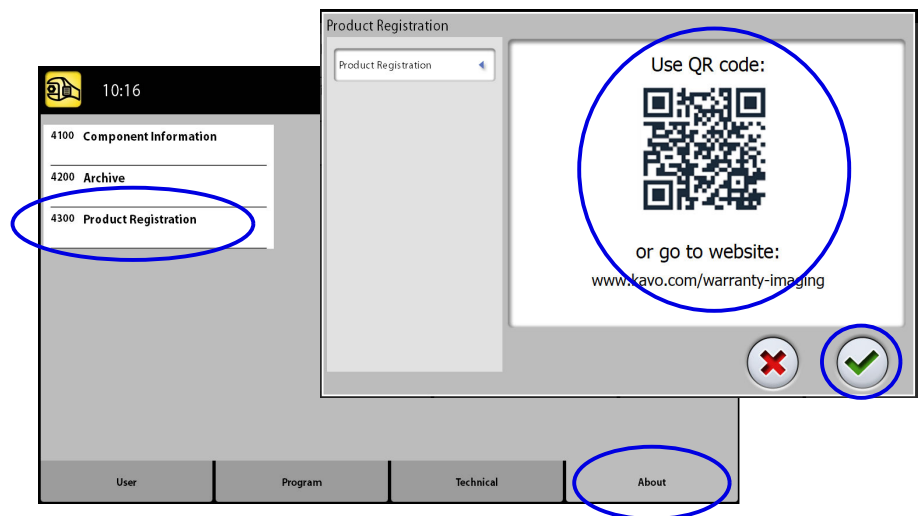 Product Registration
Product Registration
Use QR code:
or go to website:
www.kavo.com/warranty-imaging
10:16
4100 Component Information
4200 Archive
4300 Product Registration
User
Program
Technical
About